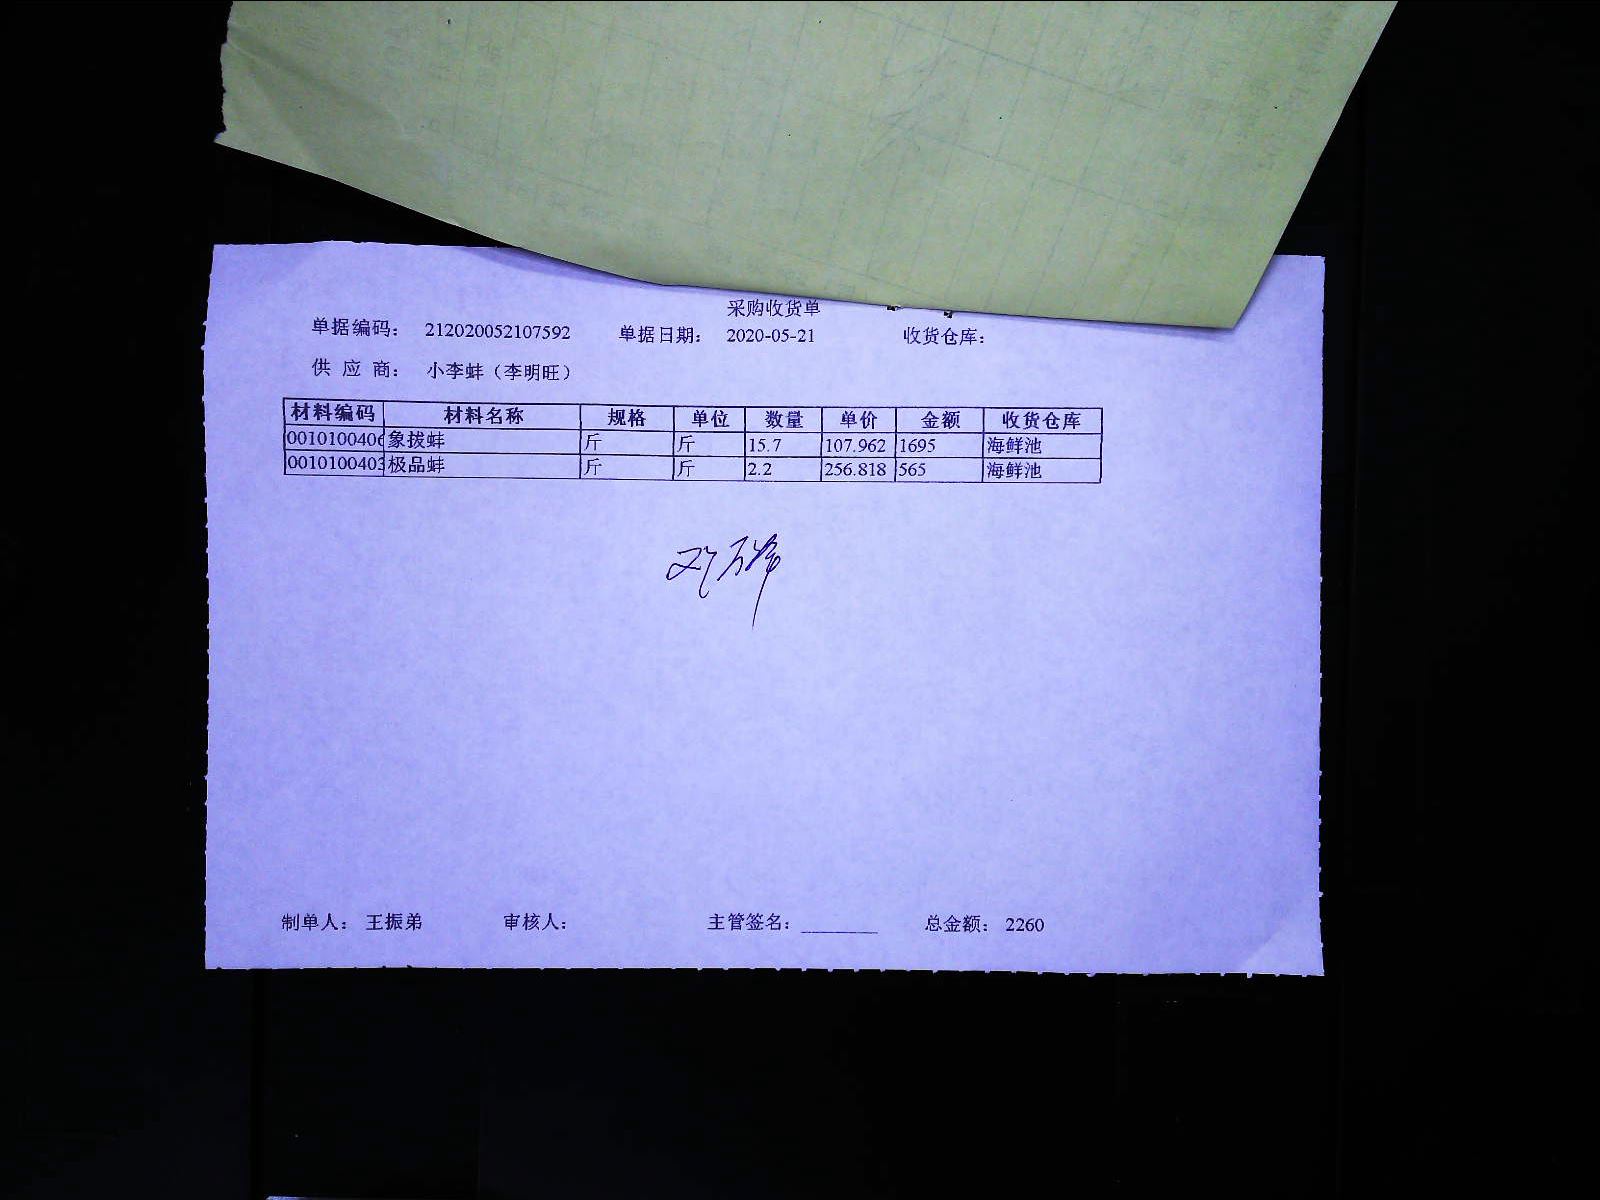 采购收货单
单据编码： 212020052107592 单据日期： 2020-05-21 收货仓库：
供 应 商： 小李蚌（李明旺）
材料编码 材料名称 规格 单位 数量 单价 金额 收货仓库
0010100406 象拔蚌 斤 斤 15.7 107.962 1695 海鲜池
0010100403 极品蚌 斤 斤 2.2 256.818 565 海鲜池
制单人： 王振弟 审核人： 主管签名： 总金额： 2260